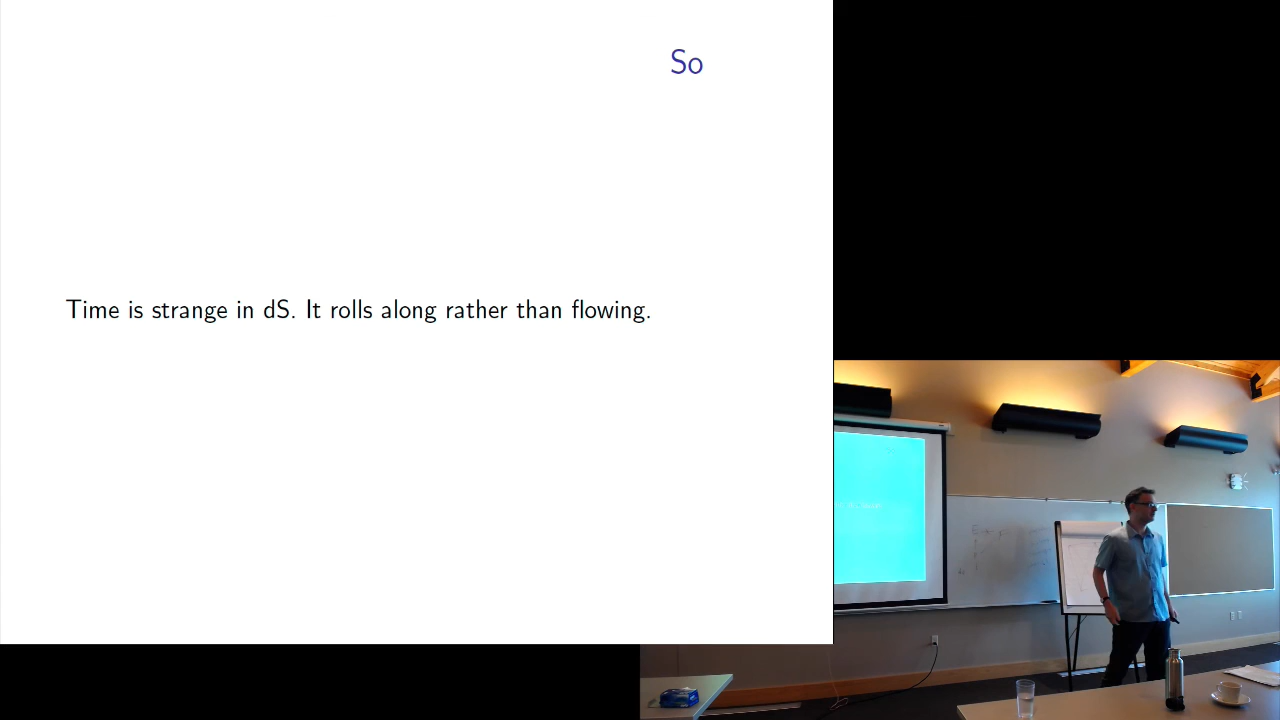 So
Time is strange in dS. It rolls along rather than flowing.